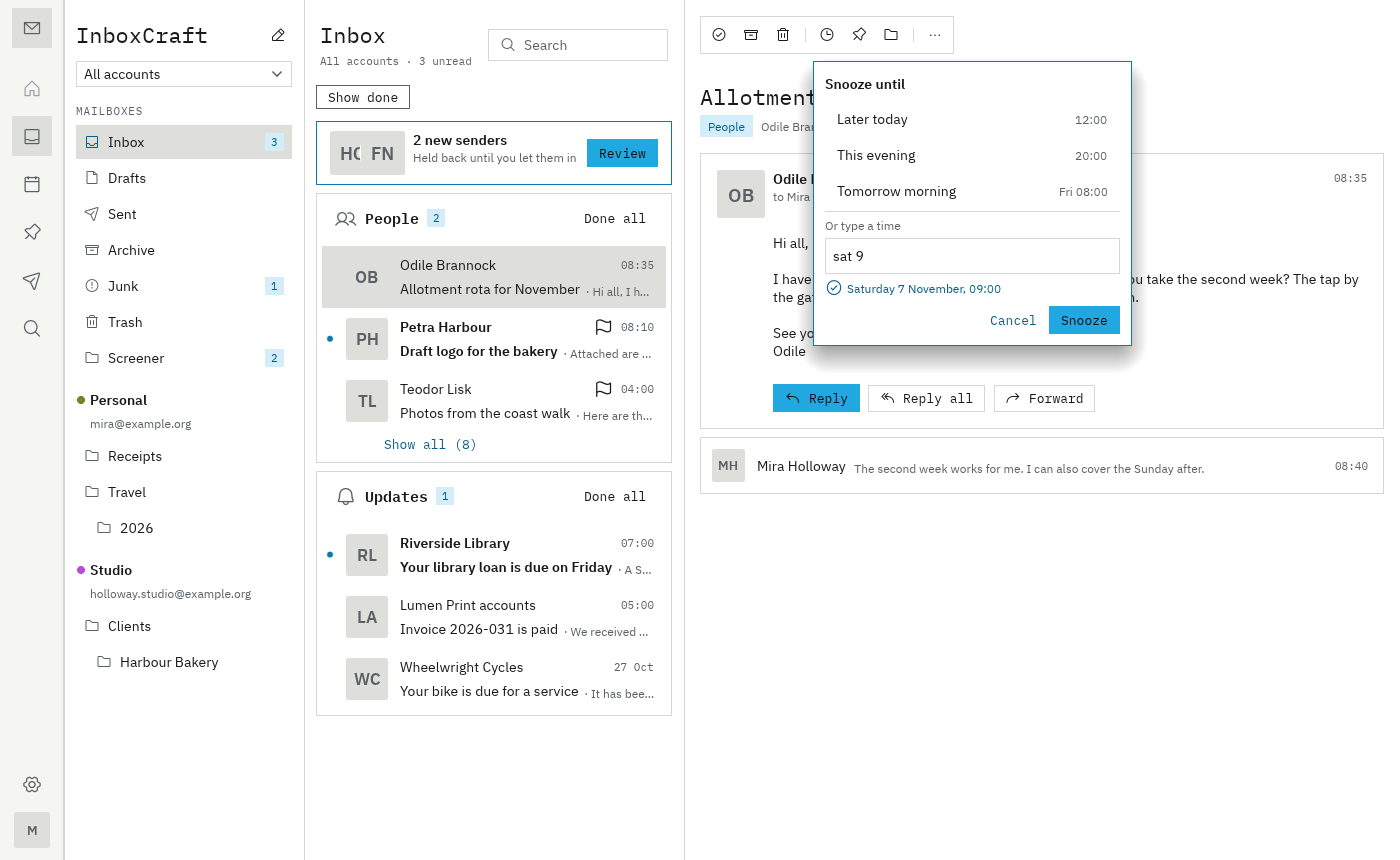 InboxCraft
All accounts
MAILBOXES
Inbox 3
Drafts
Sent
Archive
Junk 1
Trash
Screener 2
Personal
mira@example.org
Receipts
Travel
2026
Studio
holloway.studio@example.org
Clients
Harbour Bakery
M
Inbox
All accounts · 3 unread
Search
Show done
FN
2 new senders
Held back until you let them in
Review
People 2 Done all
OB
Odile Brannock 08:35
Allotment rota for November · Hi all, I h...
PH
Petra Harbour 08:10
Draft logo for the bakery · Attached are ...
TL
Teodor Lisk 04:00
Photos from the coast walk · Here are th...
Show all (8)
Updates 1 Done all
RL
Riverside Library 07:00
Your library loan is due on Friday · A S...
LA
Lumen Print accounts 05:00
Invoice 2026-031 is paid · We received ...
WC
Wheelwright Cycles 27 Oct
Your bike is due for a service · It has bee...
Allotment
People Odile
OB
Odile
to Mira
08:35
Hi all,
I have
take the second week? The tap by
the
See
Odile
Reply
Reply all
Forward
MH
Mira Holloway The second week works for me. I can also cover the Sunday after. 08:40
Snooze until
Later today 12:00
This evening 20:00
Tomorrow morning Fri 08:00
Or type a time
sat 9
Saturday 7 November, 09:00
Cancel
Snooze